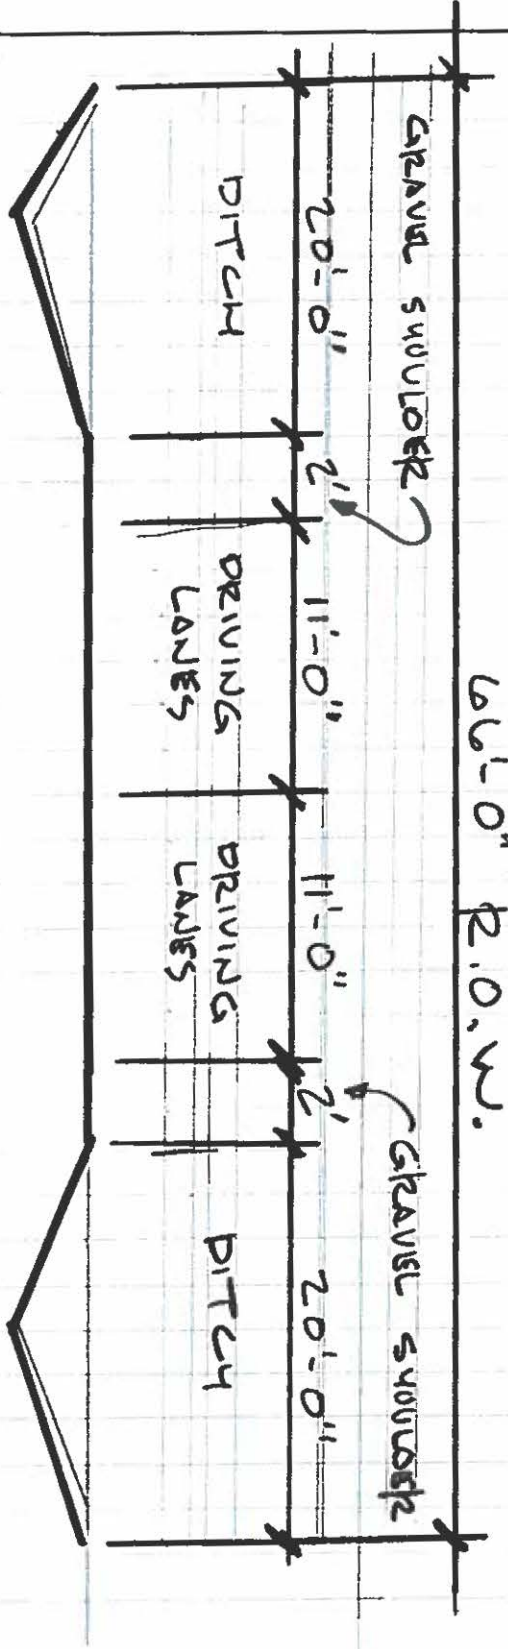 66'-0" R.O.W.
GRAVEL SHOULDER
GRAVEL SHOULDER
20'-0"
2'
11'-0"
11'-0"
2'
20'-0"
DITCH
DRIVING
LANES
DRIVING
LANES
DITCH